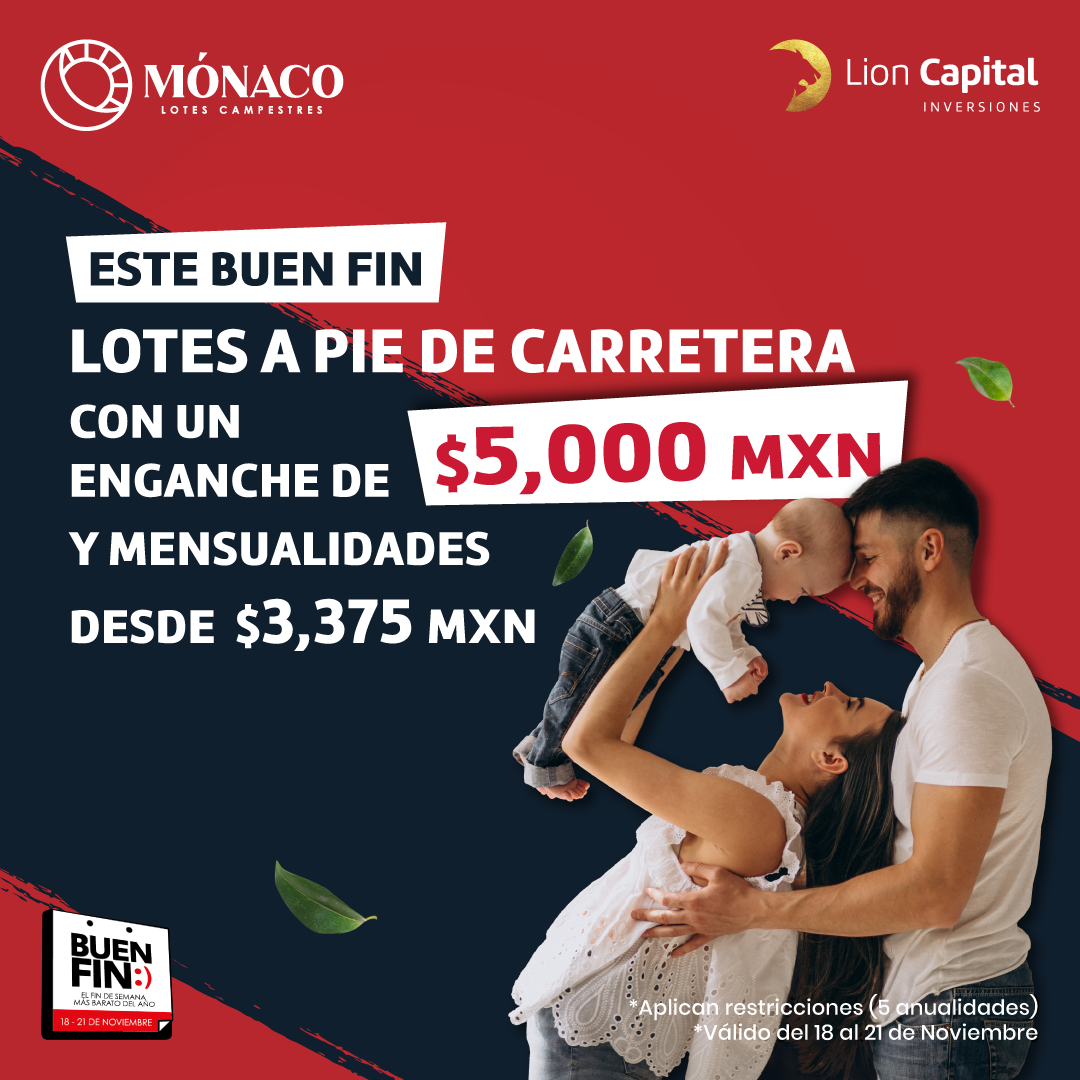 MÓNACO
LOTES CAMPESTRES
Lion Capital
INVERSIONES
ESTE BUEN FIN
LOTES A PIE DE CARRETERA
CON UN
ENGANCHE DE
$5,000 MXN
Y MENSUALIDADES
DESDE $3,375 MXN
BUEN
FIN:)
EL FIN DE SEMANA
MÁS BARATO DEL AÑO
18 - 21 DE NOVIEMBRE
*Aplican restricciones (5 anualidades)
*Válido del 18 al 21 de Noviembre